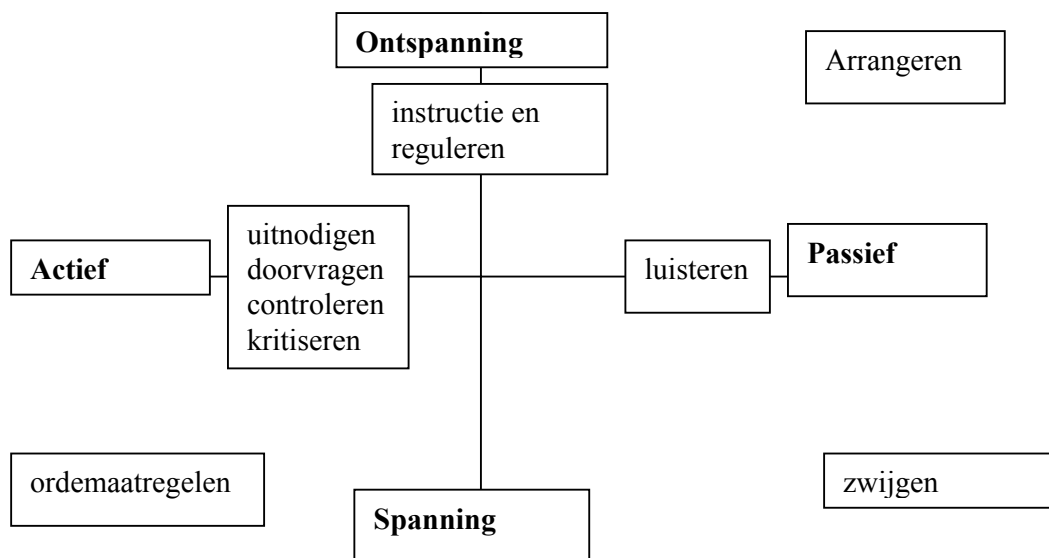 Ontspanning
Arrangeren
instructie en
reguleren
Actief
uitnodigen
doorvragen
controleren
kritiseren
luisteren
Passief
ordemaatregelen
Spanning
zwijgen